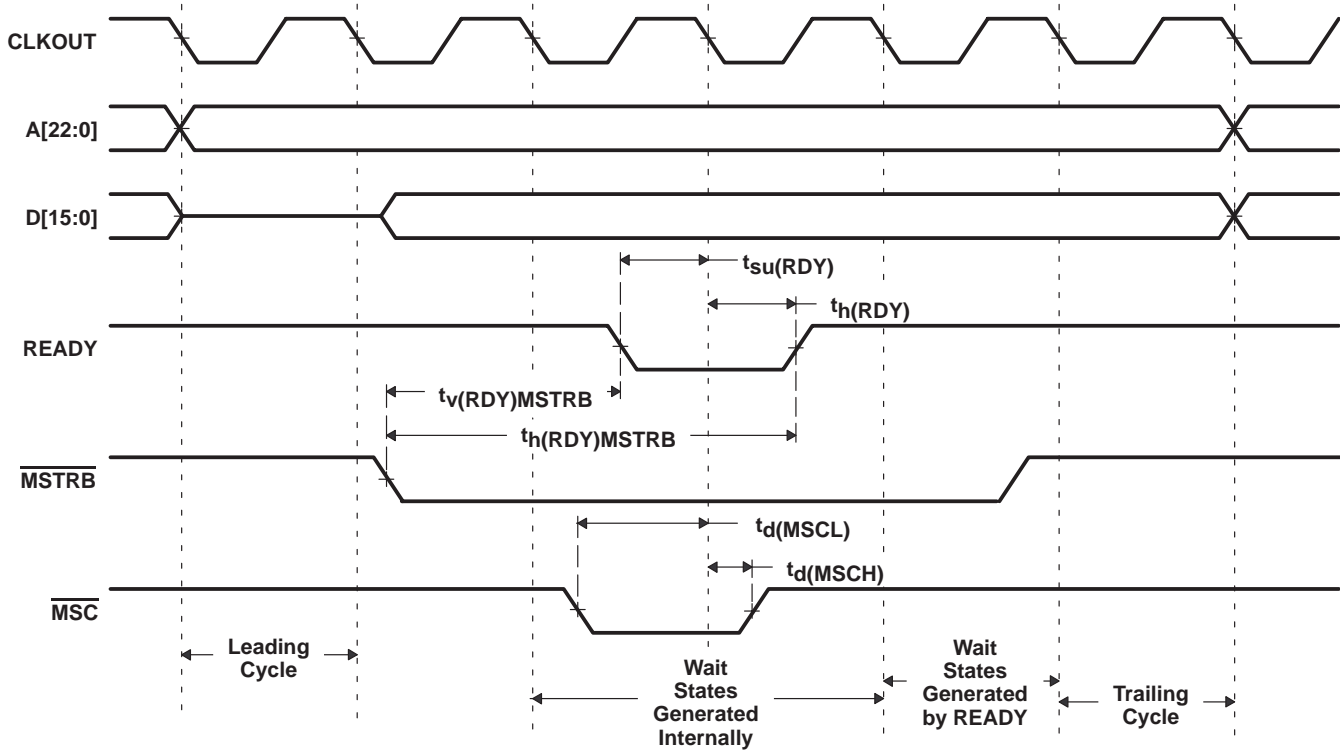 CLKOUT
A[22:0]
D[15:0]
tsu(RDY)
th(RDY)
READY
tv(RDY)MSTRB
th(RDY)MSTRB
MSTRB
td(MSCL)
td(MSCH)
MSC
Leading
Cycle
Wait
States
Generated
Internally
Wait
States
Generated
by READY
Trailing
Cycle